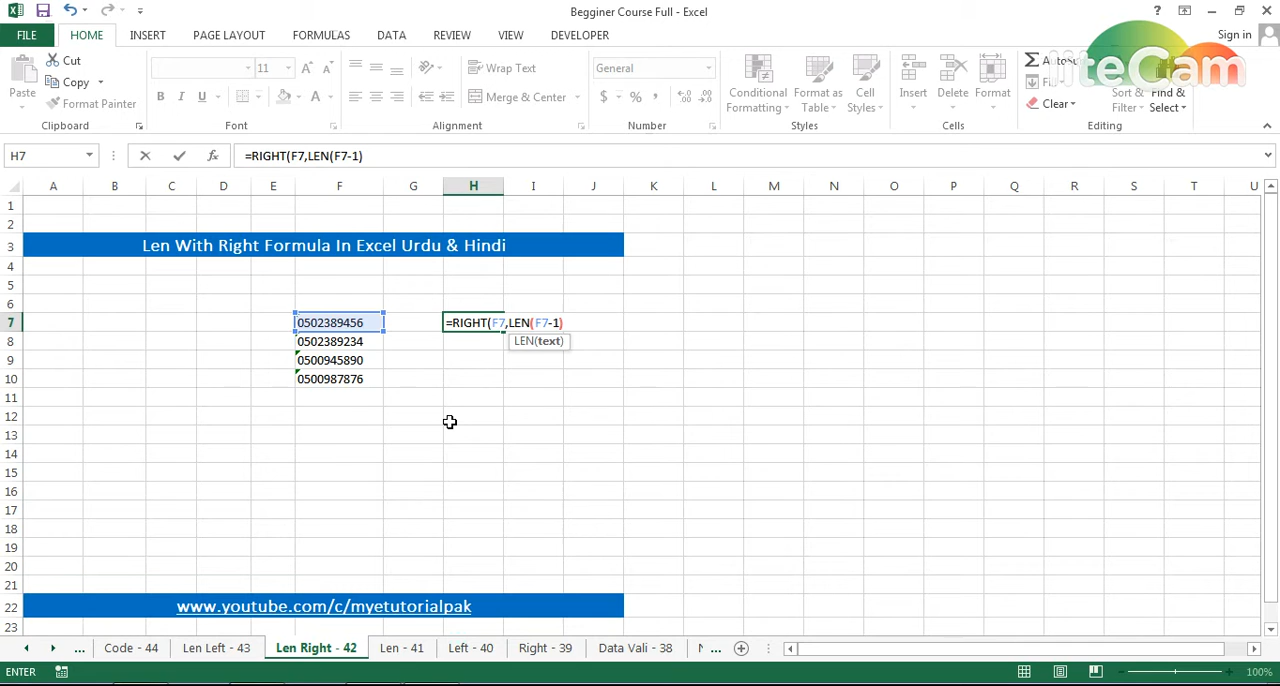 Begginer Course Full - Excel
?
Sign in
FILE HOME INSERT PAGE LAYOUT FORMULAS DATA REVIEW VIEW DEVELOPER
Paste
Cut
Copy
Format Painter
Clipboard
11
A A
B I U
A
Font
Wrap Text
Merge & Center
Alignment
General
$ % ,
Number
Conditional Formatting
Format as Table
Cell Styles
Styles
Insert Delete Format
Cells
Clear
Sort & Filter
Find & Select
Editing
H7 =RIGHT(F7,LEN(F7-1)
A B C D E F G H I J K L M N O P Q R S T U
1
2
3 Len With Right Formula In Excel Urdu & Hindi
4
5
6
7 0502389456 =RIGHT(F7,LEN(F7-1)
8 0502389234 LEN(text)
9 0500945890
10 0500987876
11
12
13
14
15
16
17
18
19
20
21
22 www.youtube.com/c/myetutorialpak
23
... Code - 44 Len Left - 43 Len Right - 42 Len - 41 Left - 40 Right - 39 Data Vali - 38 ...
ENTER 100%